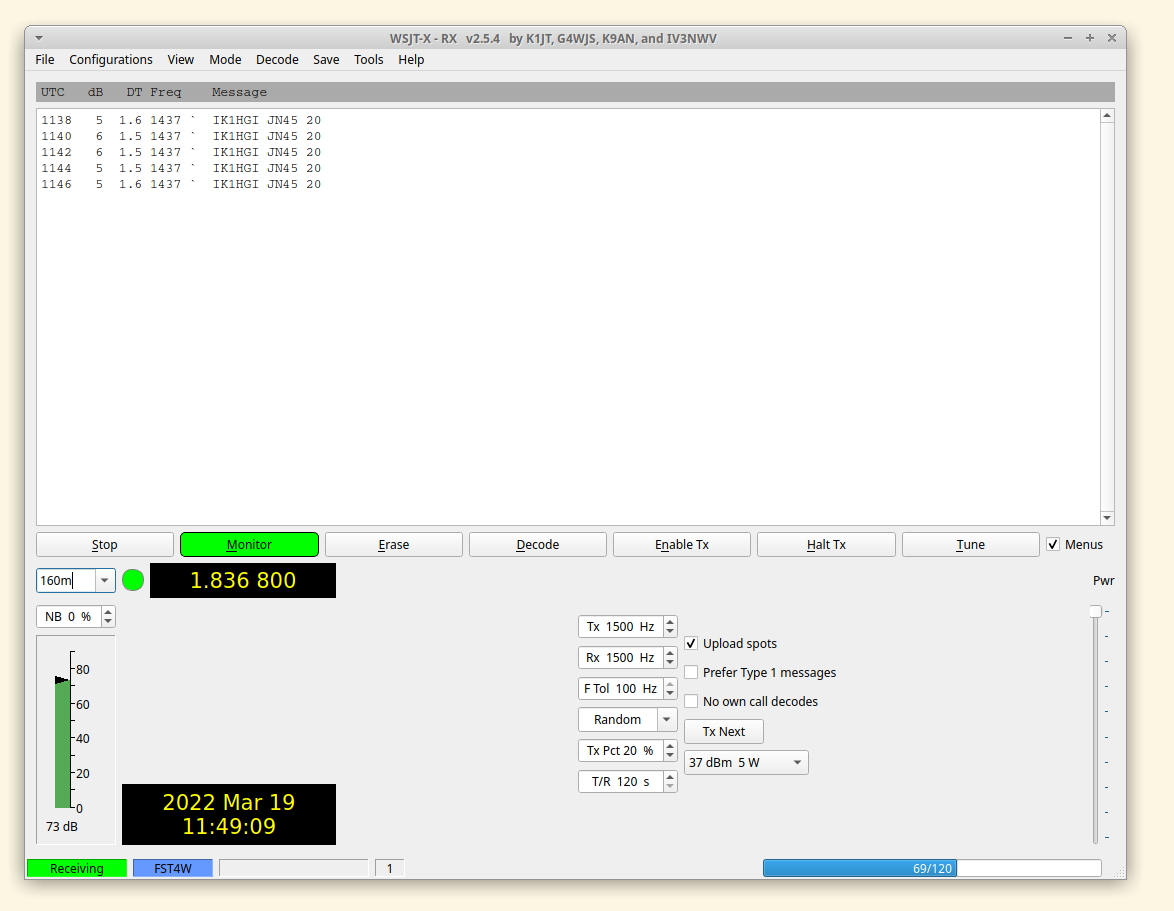 WSJT-X - RX   v2.5.4   by K1JT, G4WJS, K9AN, and IV3NWV
File Configurations View Mode Decode Save Tools Help
UTC dB DT Freq Message
1138 5 1.6 1437 ` IK1HGI JN45 20
1140 6 1.5 1437 ` IK1HGI JN45 20
1142 6 1.5 1437 ` IK1HGI JN45 20
1144 5 1.5 1437 ` IK1HGI JN45 20
1146 5 1.6 1437 ` IK1HGI JN45 20
Stop Monitor Erase Decode Enable Tx Halt Tx Tune Menus
160m 1.836 800 Pwr
NB 0 %
Tx 1500 Hz
Rx 1500 Hz
F Tol 100 Hz
Random
Tx Pct 20 %
T/R 120 s
Upload spots
Prefer Type 1 messages
No own call decodes
Tx Next
37 dBm 5 W
80
60
40
20
0
73 dB
2022 Mar 19
11:49:09
Receiving FST4W 1 69/120